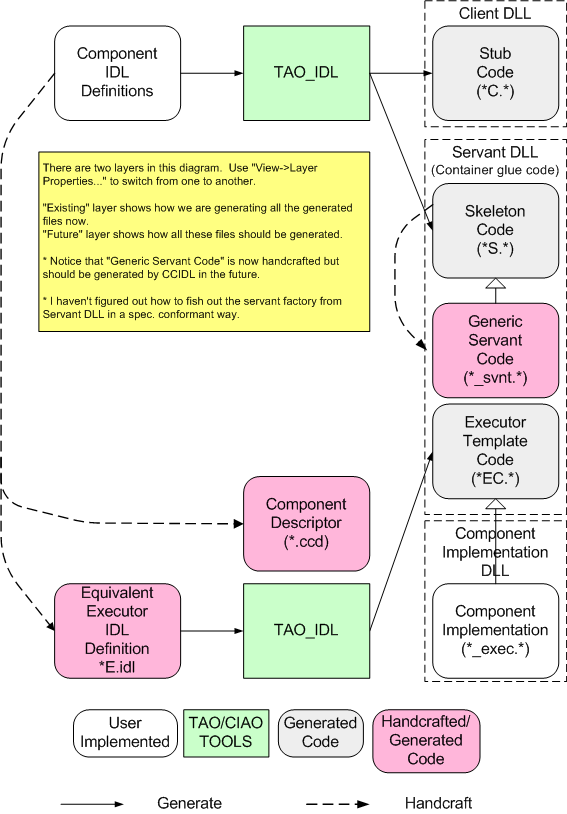 Client DLL
Component
IDL
Definitions
TAO_IDL
Stub
Code
(*C.*)
Servant DLL
(Container glue code)
There are two layers in this diagram.  Use "View->Layer
Properties..." to switch from one to another.
"Existing" layer shows how we are generating all the generated
files now.
"Future" layer shows how all these files should be generated.
* Notice that "Generic Servant Code" is now handcrafted but
should be generated by CCIDL in the future.
* I haven't figured out how to fish out the servant factory from
Servant DLL in a spec. conformant way.
Skeleton
Code
(*S.*)
Generic
Servant
Code
(*_svnt.*)
Executor
Template
Code
(*EC.*)
Component
Descriptor
(*.ccd)
Component
Implementation
DLL
Equivalent
Executor
IDL
Definition
*E.idl
TAO_IDL
Component
Implementation
(*_exec.*)
User
Implemented
TAO/CIAO
TOOLS
Generated
Code
Handcrafted/
Generated
Code
Generate
Handcraft